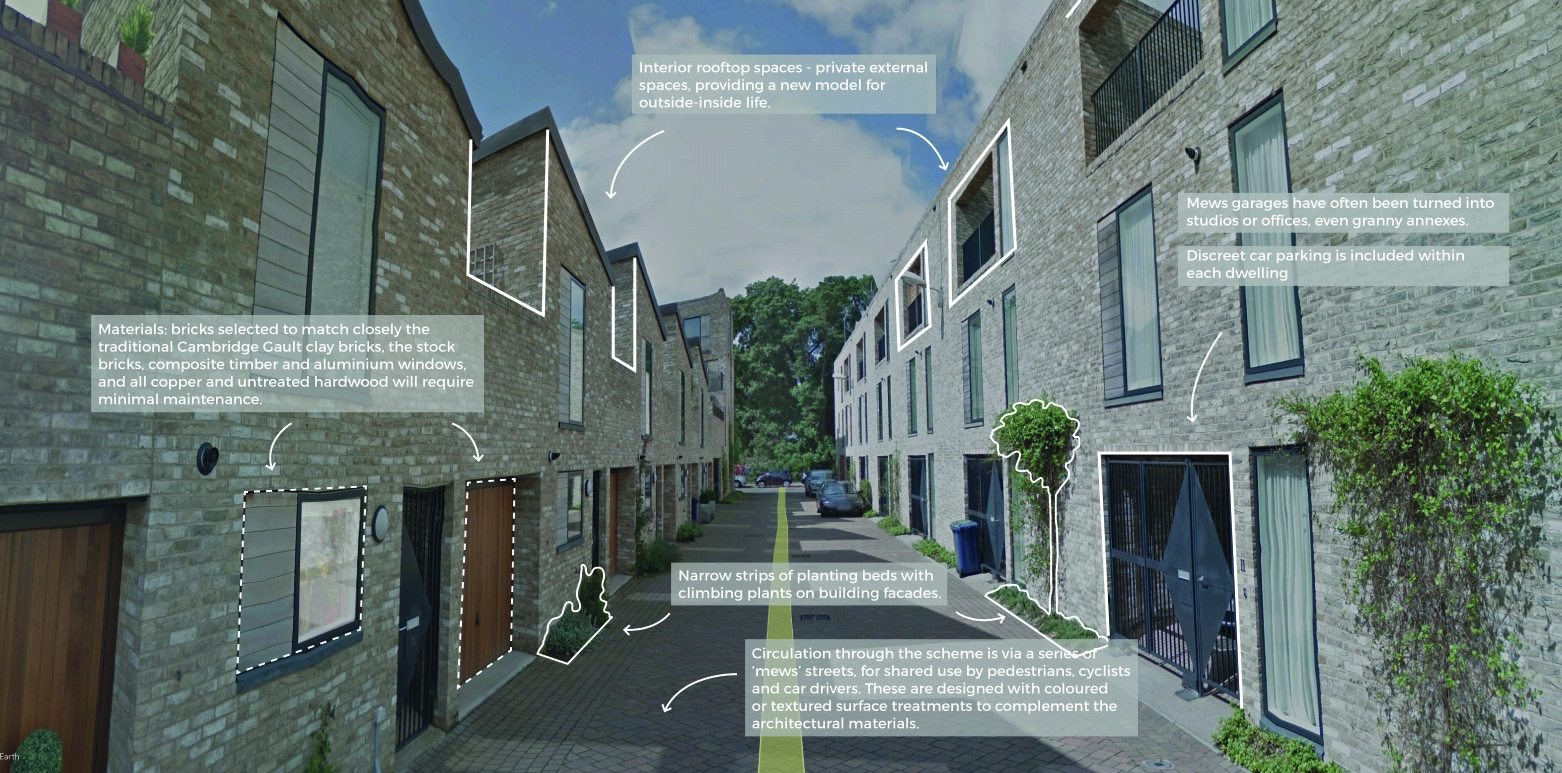 Interior rooftop spaces - private external
spaces, providing a new model for
outside-inside life.
Mews garages have often been turned into
studios or offices, even granny annexes.
Discreet car parking is included within
each dwelling
Materials: bricks selected to match closely the
traditional Cambridge Gault clay bricks, the stock
bricks, composite timber and aluminium windows,
and all copper and untreated hardwood will require
minimal maintenance.
Narrow strips of planting beds with
climbing plants on building facades.
Circulation through the scheme is via a series of
‘mews’ streets, for shared use by pedestrians, cyclists
and car drivers. These are designed with coloured
or textured surface treatments to complement the
architectural materials.
Earth